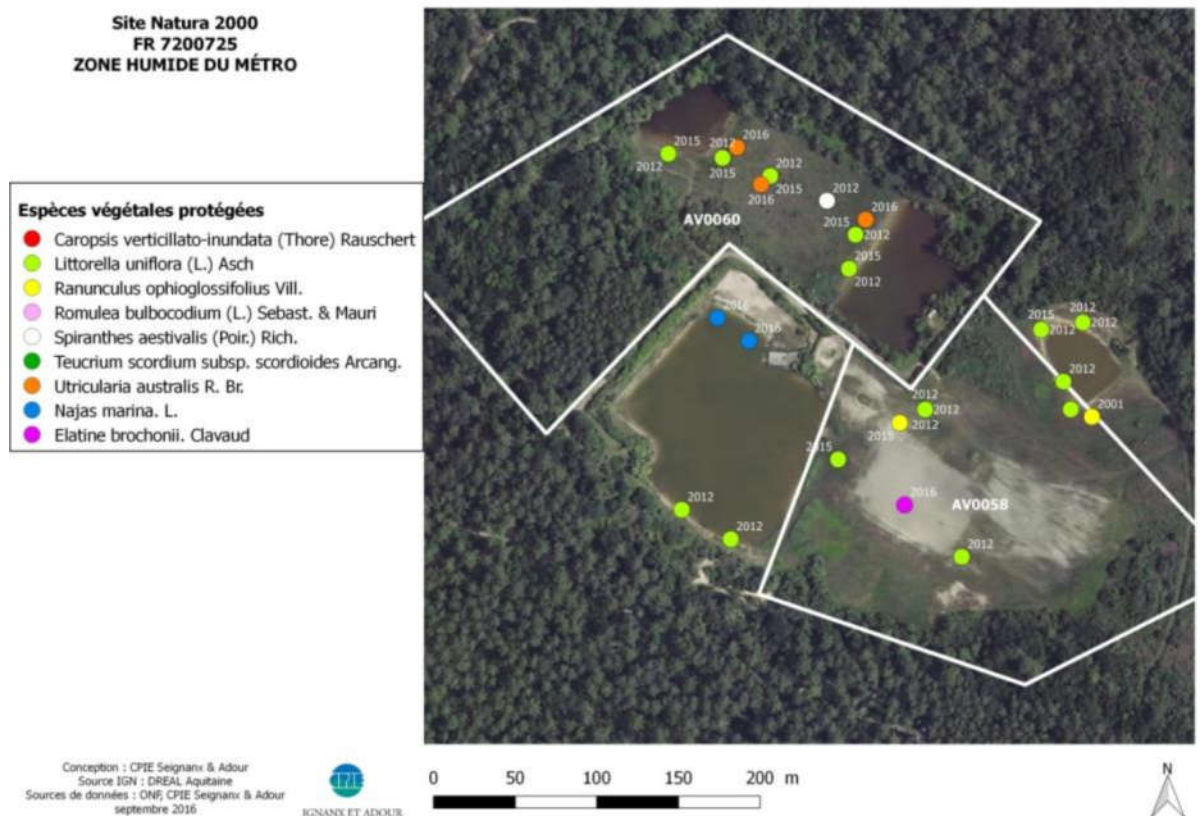 Site Natura 2000
FR 7200725
ZONE HUMIDE DU MÉTRO
Espèces végétales protégées
Caropsis verticillato-inundata (Thore) Rauschert
Littorella uniflora (L.) Asch
Ranunculus ophioglossifolius Vill.
Romulea bulbocodium (L.) Sebast. & Mauri
Spiranthes aestivalis (Poir.) Rich.
Teucrium scordium subsp. scordioides Arcang.
Utricularia australis R. Br.
Najas marina. L.
Elatine brochonii. Clavaud
2015
2012
2012
2016
2015
2012
2015
2016
2012
AV0060
2016
2015
2012
2015
2012
2016
2016
2012
2015
2012
2012
2012
2001
2012
2012
2015
2012
2015
2016
AV0058
2012
2012
2012
Conception : CPIE Seignanx & Adour
Source IGN : DREAL Aquitaine
Sources de données : ONF, CPIE Seignanx & Adour
septembre 2016
CPIE
IGNANX ET ADOUR
0 50 100 150 200 m
N